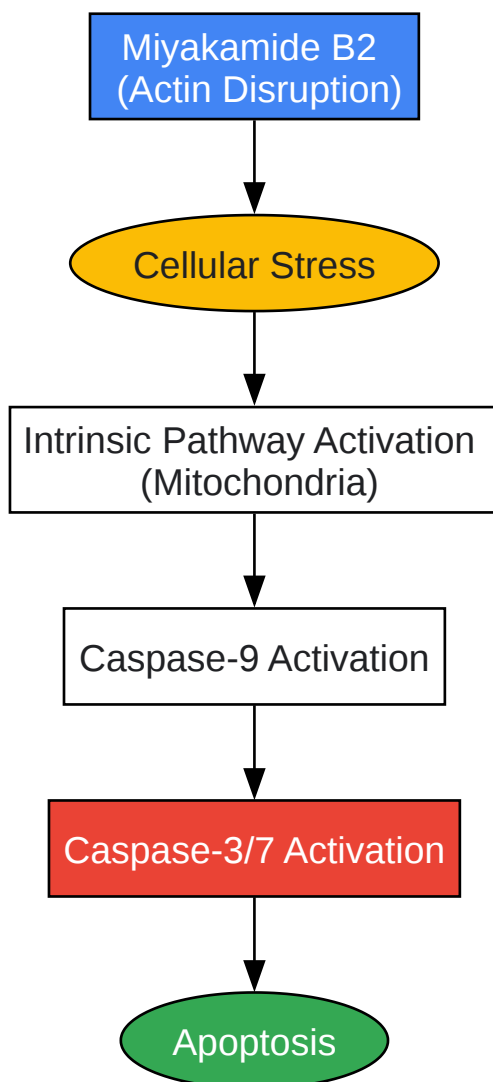 Miyakamide B2
(Actin Disruption)
Cellular Stress
Intrinsic Pathway Activation
(Mitochondria)
Caspase-9 Activation
Caspase-3/7 Activation
Apoptosis